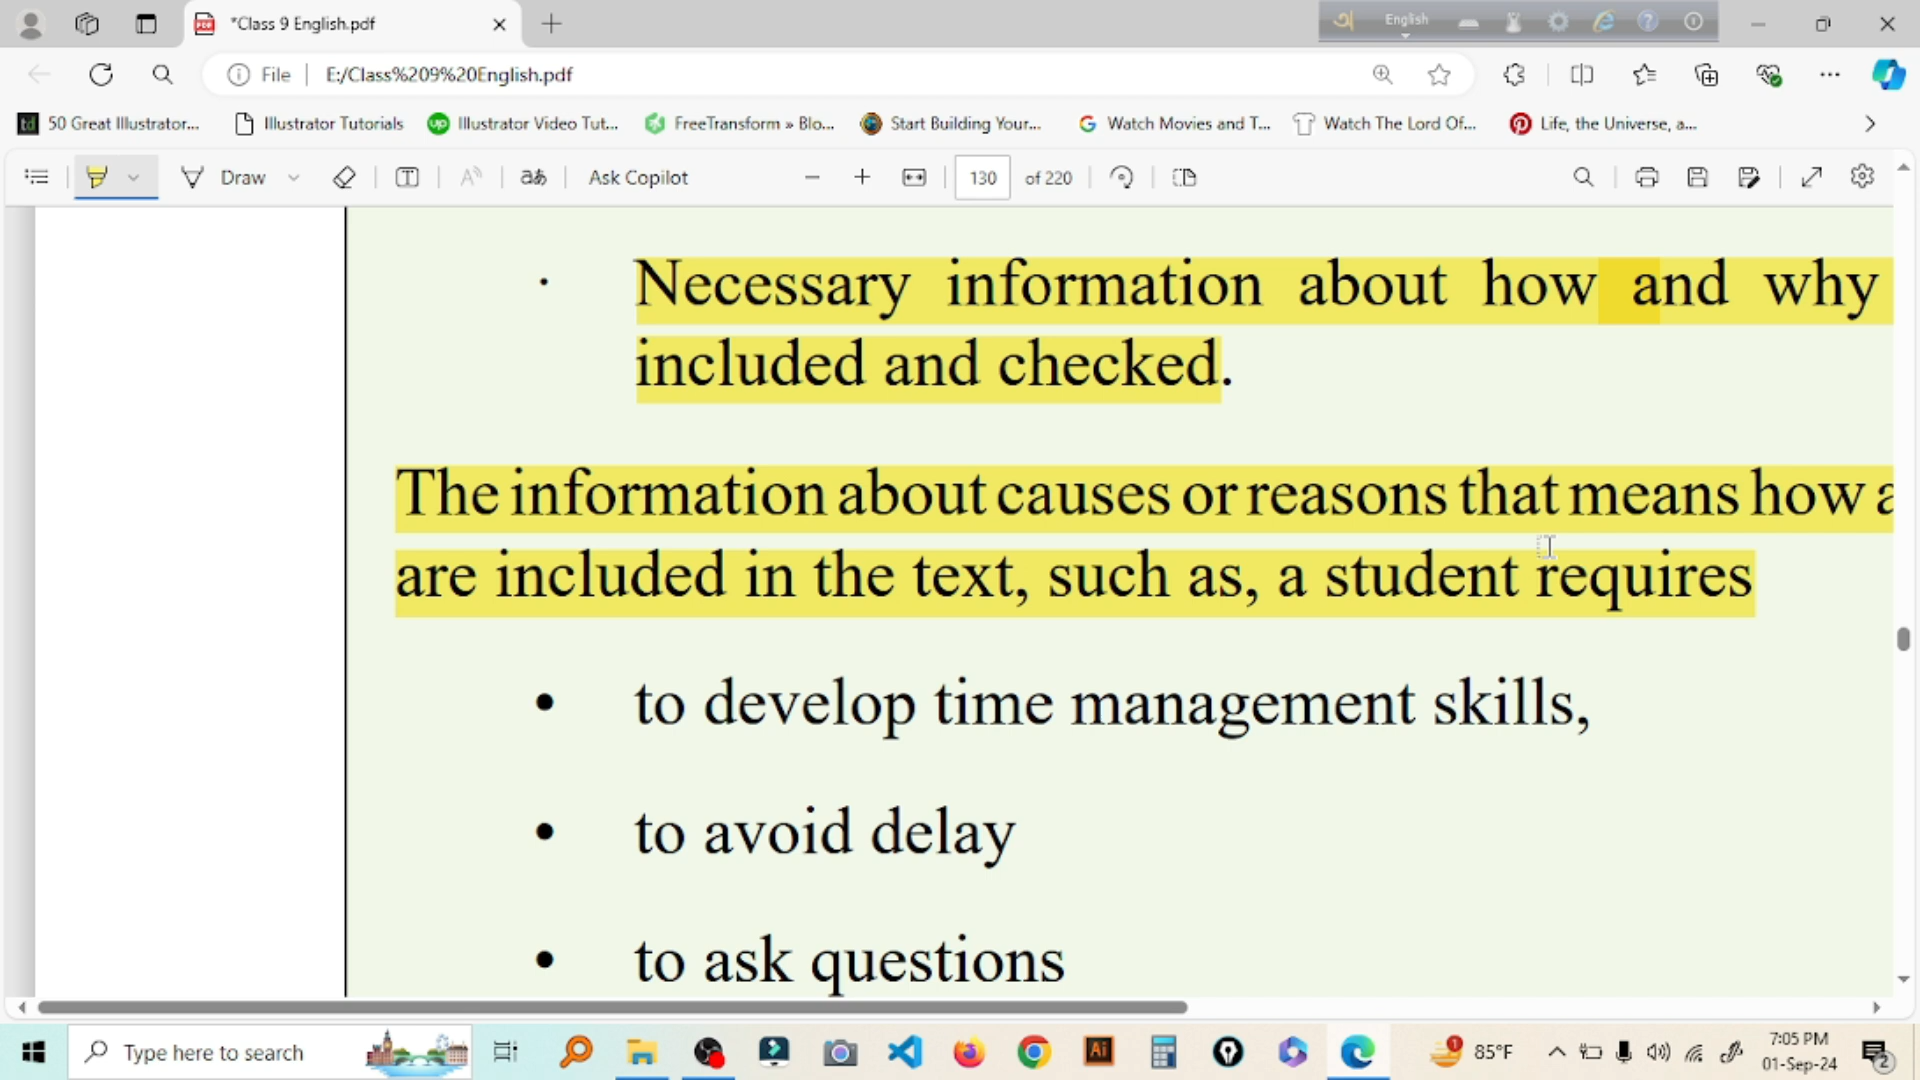 *Class 9 English.pdf
English
File
E:/Class%209%20English.pdf
50 Great Illustrator...
Illustrator Tutorials
Illustrator Video Tut...
FreeTransform » Blo...
Start Building Your...
Watch Movies and T...
Watch The Lord Of...
Life, the Universe, a...
Draw
Ask Copilot
130 of 220
· Necessary information about how and why
included and checked.
The information about causes or reasons that means how a
are included in the text, such as, a student requires
• to develop time management skills,
• to avoid delay
• to ask questions
Type here to search
85°F
7:05 PM
01-Sep-24